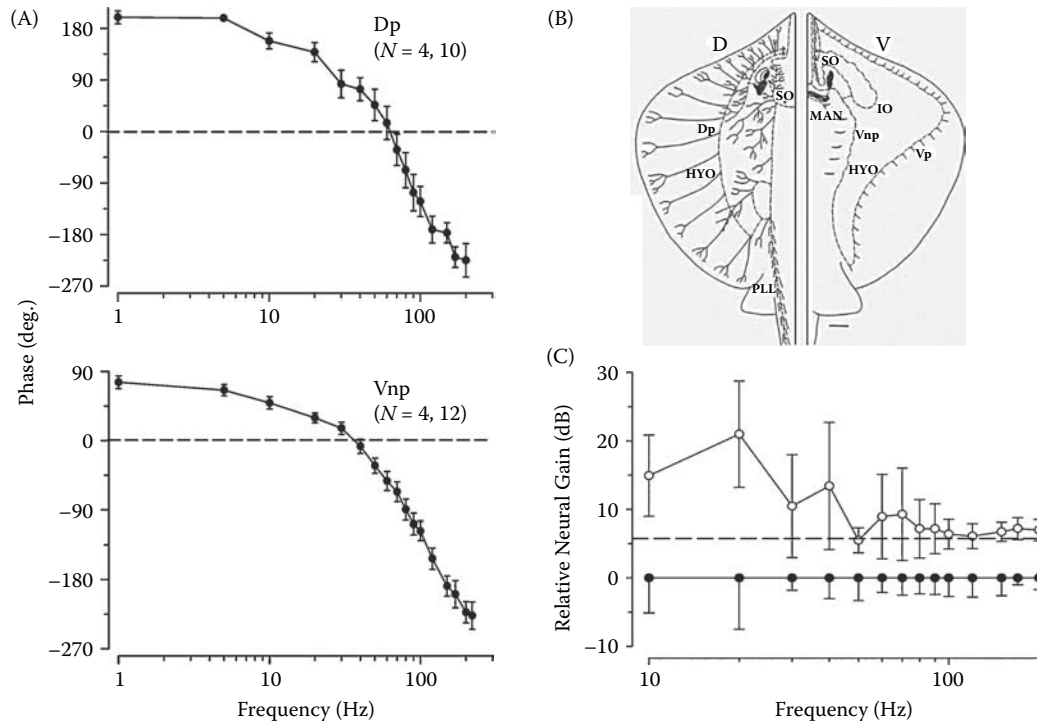 (A)
180
90
0
−90
−180
−270
1
10
100
Dp
(N = 4, 10)
Phase (deg.)
90
0
−90
−180
−270
1
10
100
Vnp
(N = 4, 12)
Frequency (Hz)
(B)
D
V
SO
SO
IO
MAN
Dp
Vnp
Vp
HYO
HYO
PLL
(C)
30
20
10
0
−10
Relative Neural Gain (dB)
10
100
Frequency (Hz)